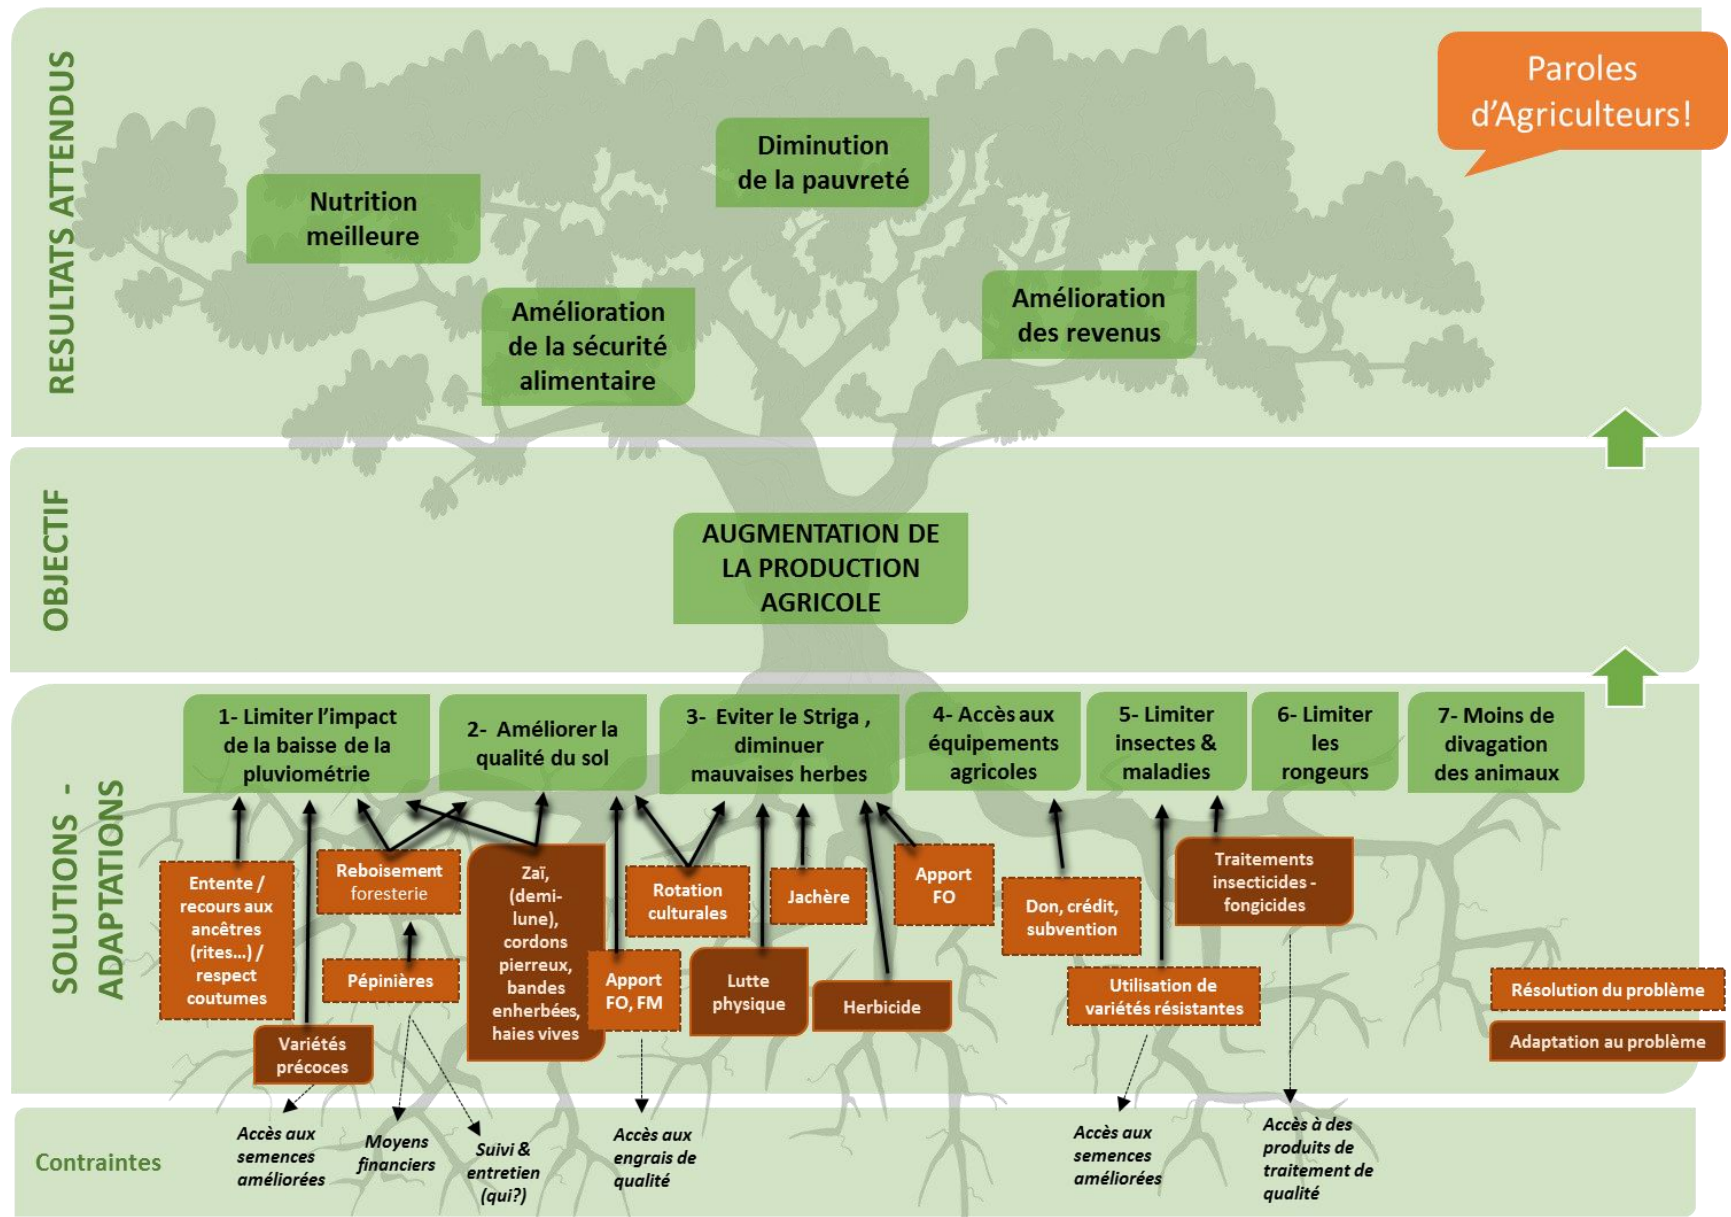 RESULTATS ATTENDUS
Paroles
d'Agriculteurs!
Diminution
de la pauvreté
Nutrition
meilleure
Amélioration
de la sécurité
alimentaire
Amélioration
des revenus
OBJECTIF
AUGMENTATION DE
LA PRODUCTION
AGRICOLE
SOLUTIONS -
ADAPTATIONS
1- Limiter l'impact
de la baisse de la
pluviométrie
2- Améliorer la
qualité du sol
3- Eviter le Striga ,
diminuer
mauvaises herbes
4- Accès aux
équipements
agricoles
5- Limiter
insectes &
maladies
6- Limiter
les
rongeurs
7- Moins de
divagation
des animaux
Entente /
recours aux
ancêtres
(rites...) /
respect
coutumes
Variétés
précoces
Reboisement
foresterie
Pépinières
Zaï,
(demi-
lune),
cordons
pierreux,
bandes
enherbées,
haies vives
Apport
FO, FM
Rotation
culturales
Lutte
physique
Jachère
Herbicide
Apport
FO
Don, crédit,
subvention
Utilisation de
variétés résistantes
Traitements
insecticides -
fongicides
Résolution du problème
Adaptation au problème
Contraintes
Accès aux
semences
améliorées
Moyens
financiers
Suivi &
entretien
(qui?)
Accès aux
engrais de
qualité
Accès aux
semences
améliorées
Accès à des
produits de
traitement de
qualité